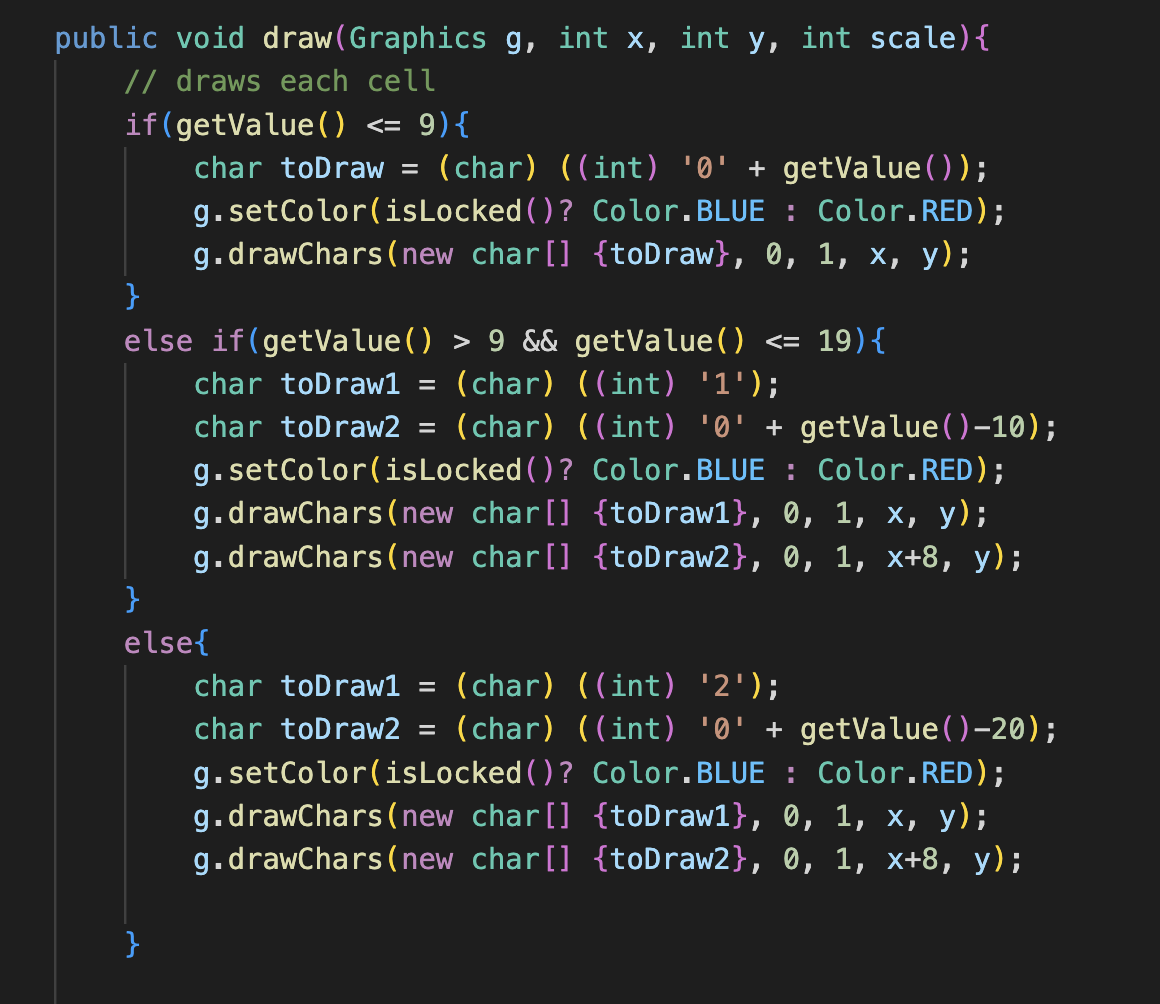 public void draw(Graphics g, int x, int y, int scale){
    // draws each cell
    if(getValue() <= 9){
        char toDraw = (char) ((int) '0' + getValue());
        g.setColor(isLocked()? Color.BLUE : Color.RED);
        g.drawChars(new char[] {toDraw}, 0, 1, x, y);
    }
    else if(getValue() > 9 && getValue() <= 19){
        char toDraw1 = (char) ((int) '1');
        char toDraw2 = (char) ((int) '0' + getValue()-10);
        g.setColor(isLocked()? Color.BLUE : Color.RED);
        g.drawChars(new char[] {toDraw1}, 0, 1, x, y);
        g.drawChars(new char[] {toDraw2}, 0, 1, x+8, y);
    }
    else{
        char toDraw1 = (char) ((int) '2');
        char toDraw2 = (char) ((int) '0' + getValue()-20);
        g.setColor(isLocked()? Color.BLUE : Color.RED);
        g.drawChars(new char[] {toDraw1}, 0, 1, x, y);
        g.drawChars(new char[] {toDraw2}, 0, 1, x+8, y);

    }